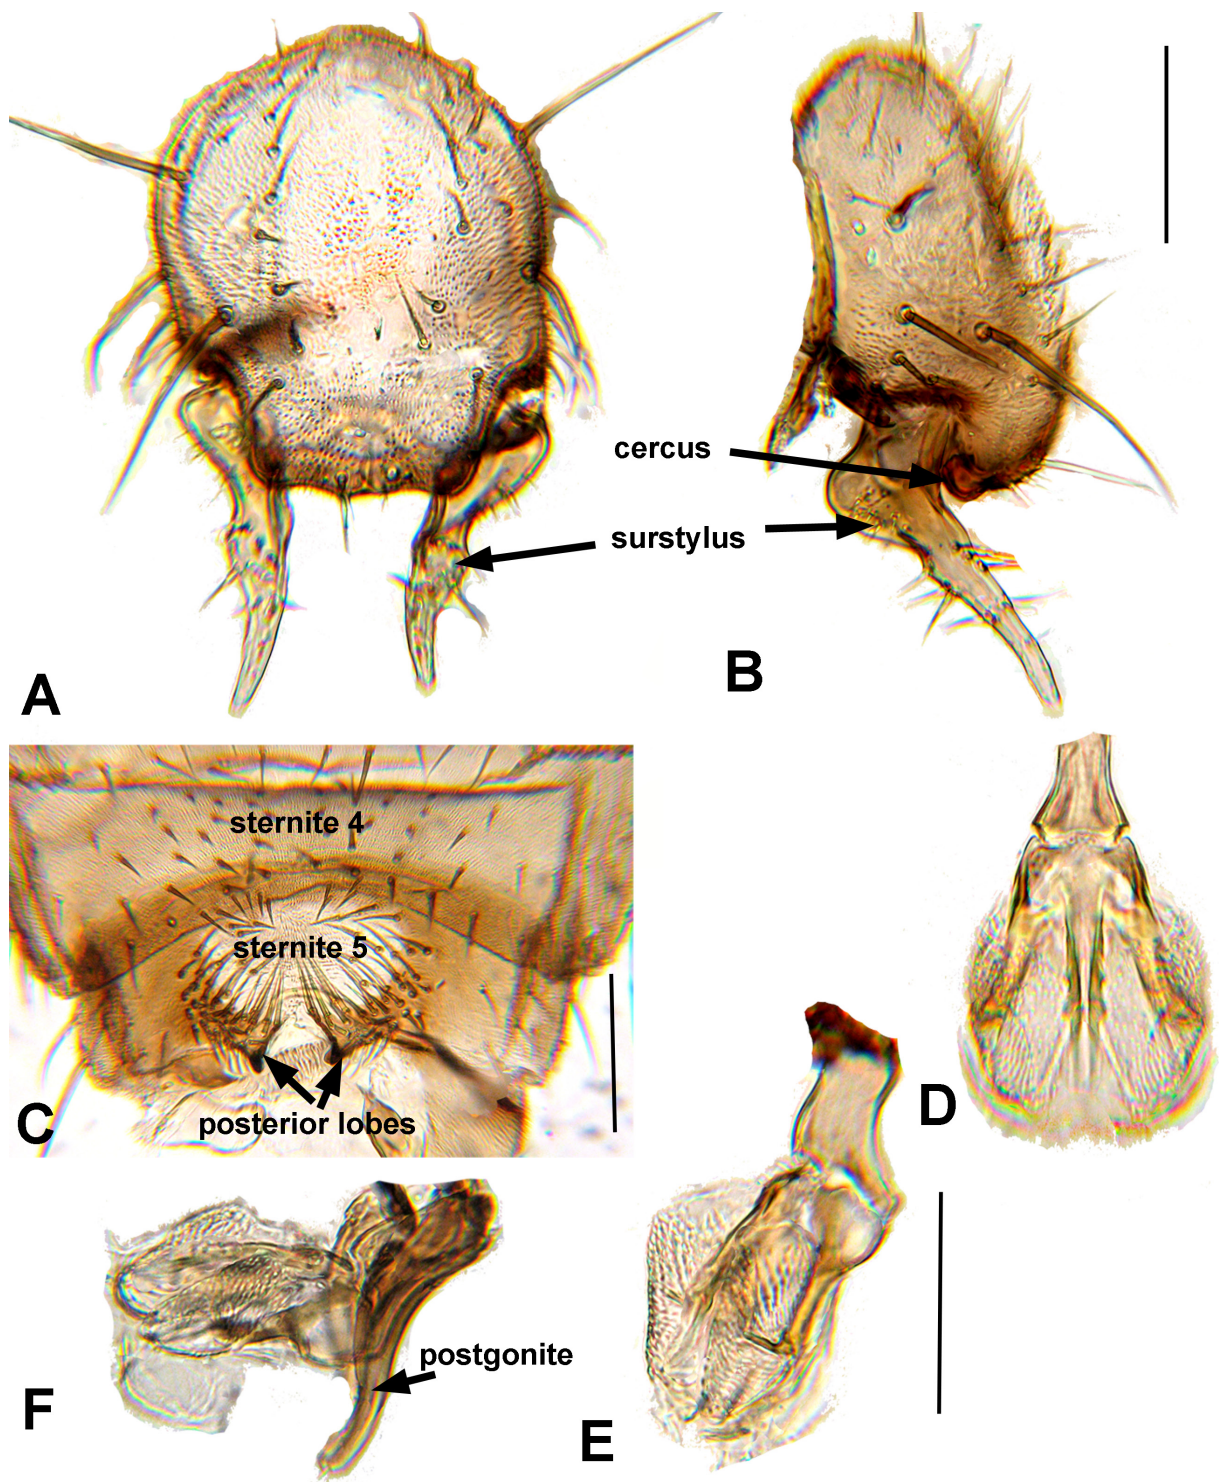 cercus
surstylus
A
B
sternite 4
sternite 5
posterior lobes
C
D
postgonite
F
E